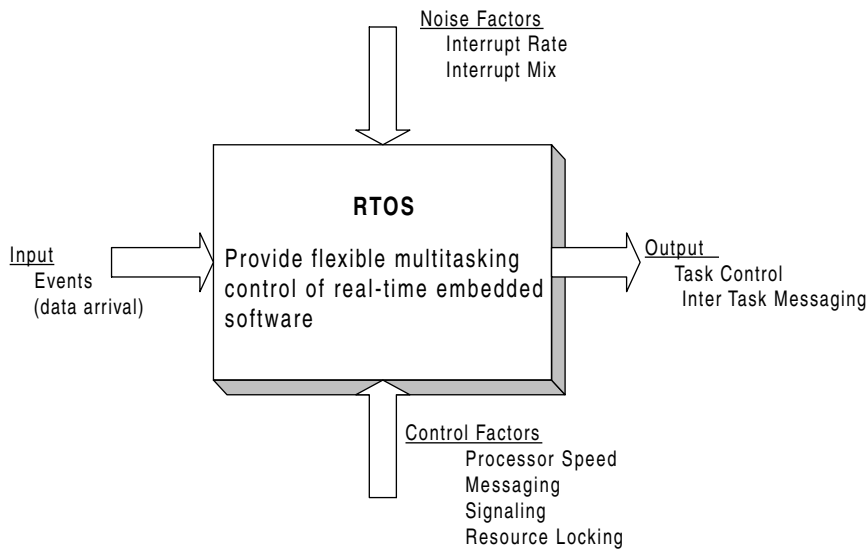 Noise Factors
Interrupt Rate
Interrupt Mix
RTOS
Provide flexible multitasking
control of real-time embedded
software
Input
Events
(data arrival)
Output
Task Control
Inter Task Messaging
Control Factors
Processor Speed
Messaging
Signaling
Resource Locking